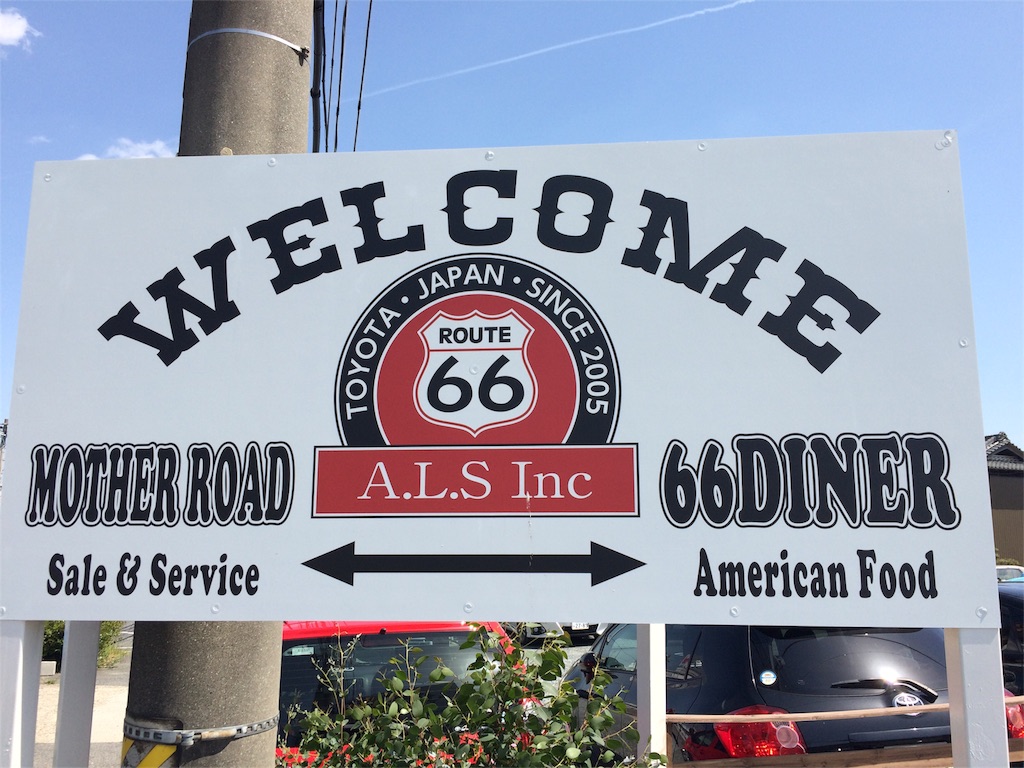 WELCOME
TOYOTA・JAPAN・SINCE 2005
ROUTE
66
A.L.S Inc
MOTHER ROAD
Sale & Service
66DINER
American Food